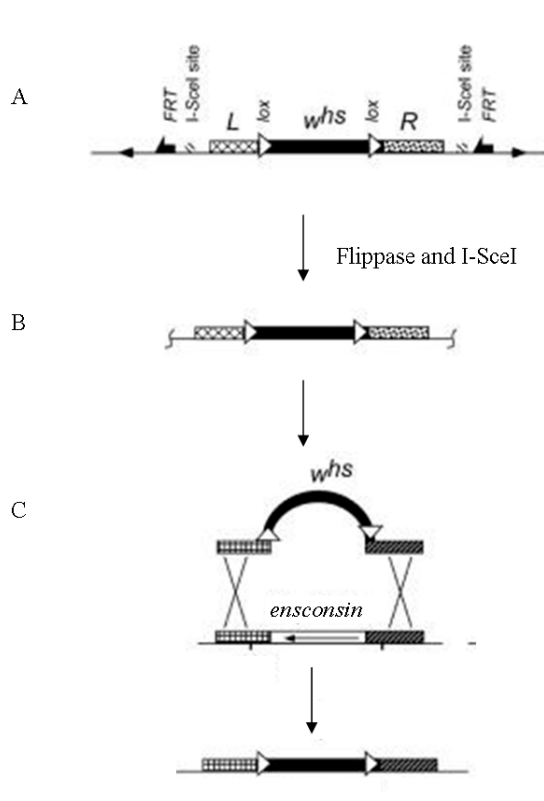 A
FRT
I-SceI site
L
lox
whs
lox
R
I-SceI site
FRT
Flippase and I-SceI
B
C
whs
ensconsin